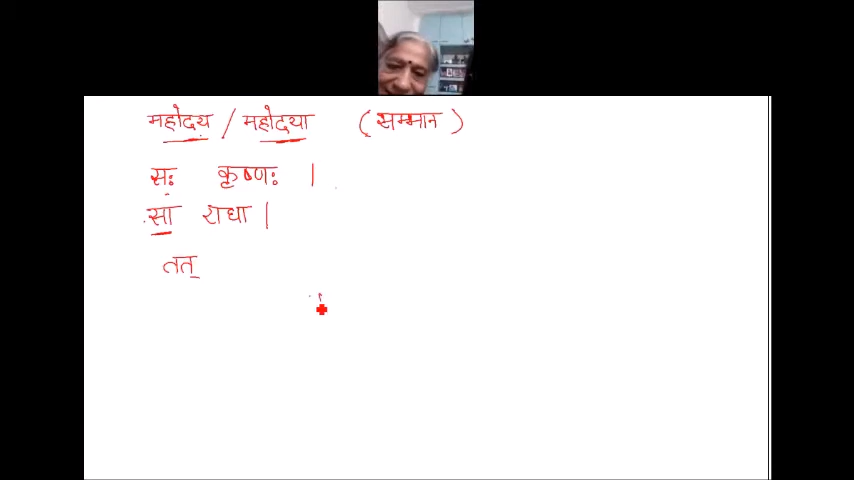 महोदय / महोदया (सम्मान)
सः कृष्णः ।
सा राधा ।
तत्